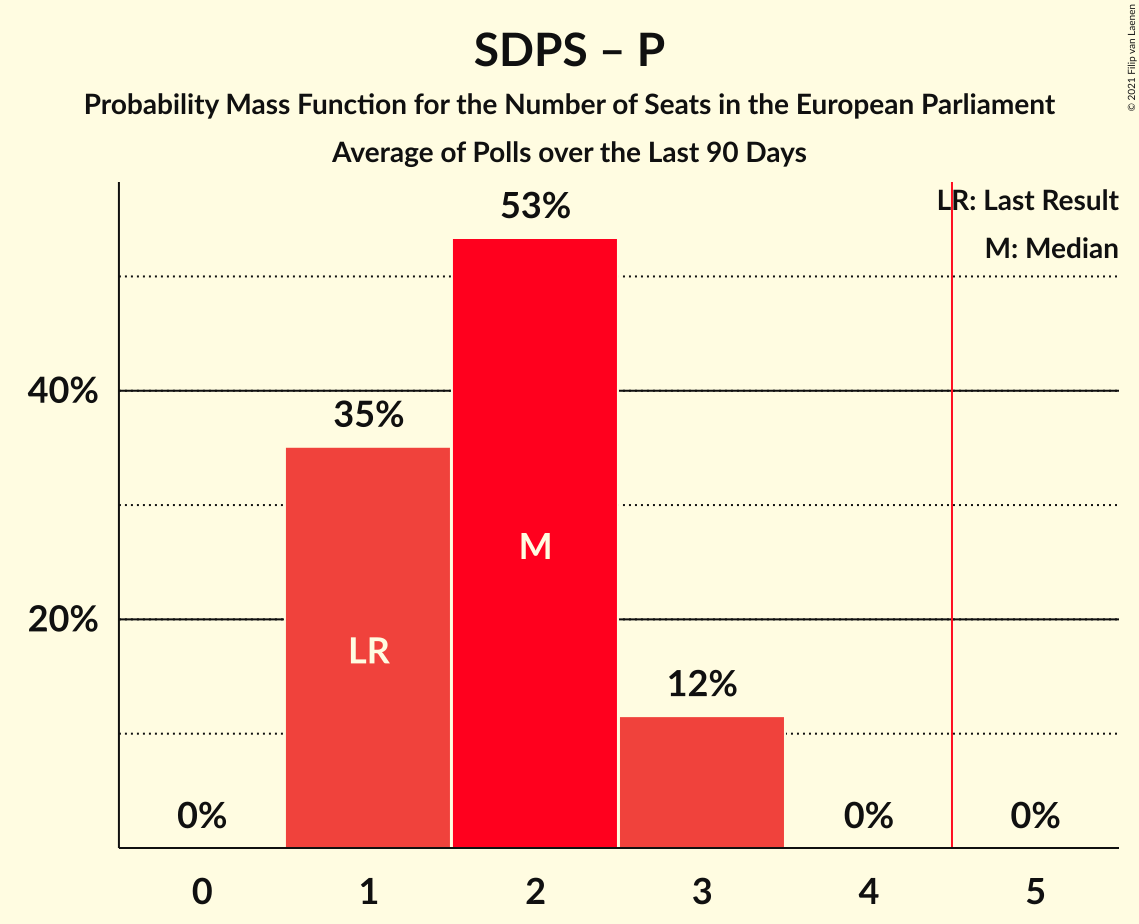 SDPS – P
Probability Mass Function for the Number of Seats in the European Parliament
Average of Polls over the Last 90 Days
© 2021 Filip van Laenen
LR: Last Result
M: Median
53%
40%
35%
M
20%
LR
12%
0%
0%
0%
0 1 2 3 4 5